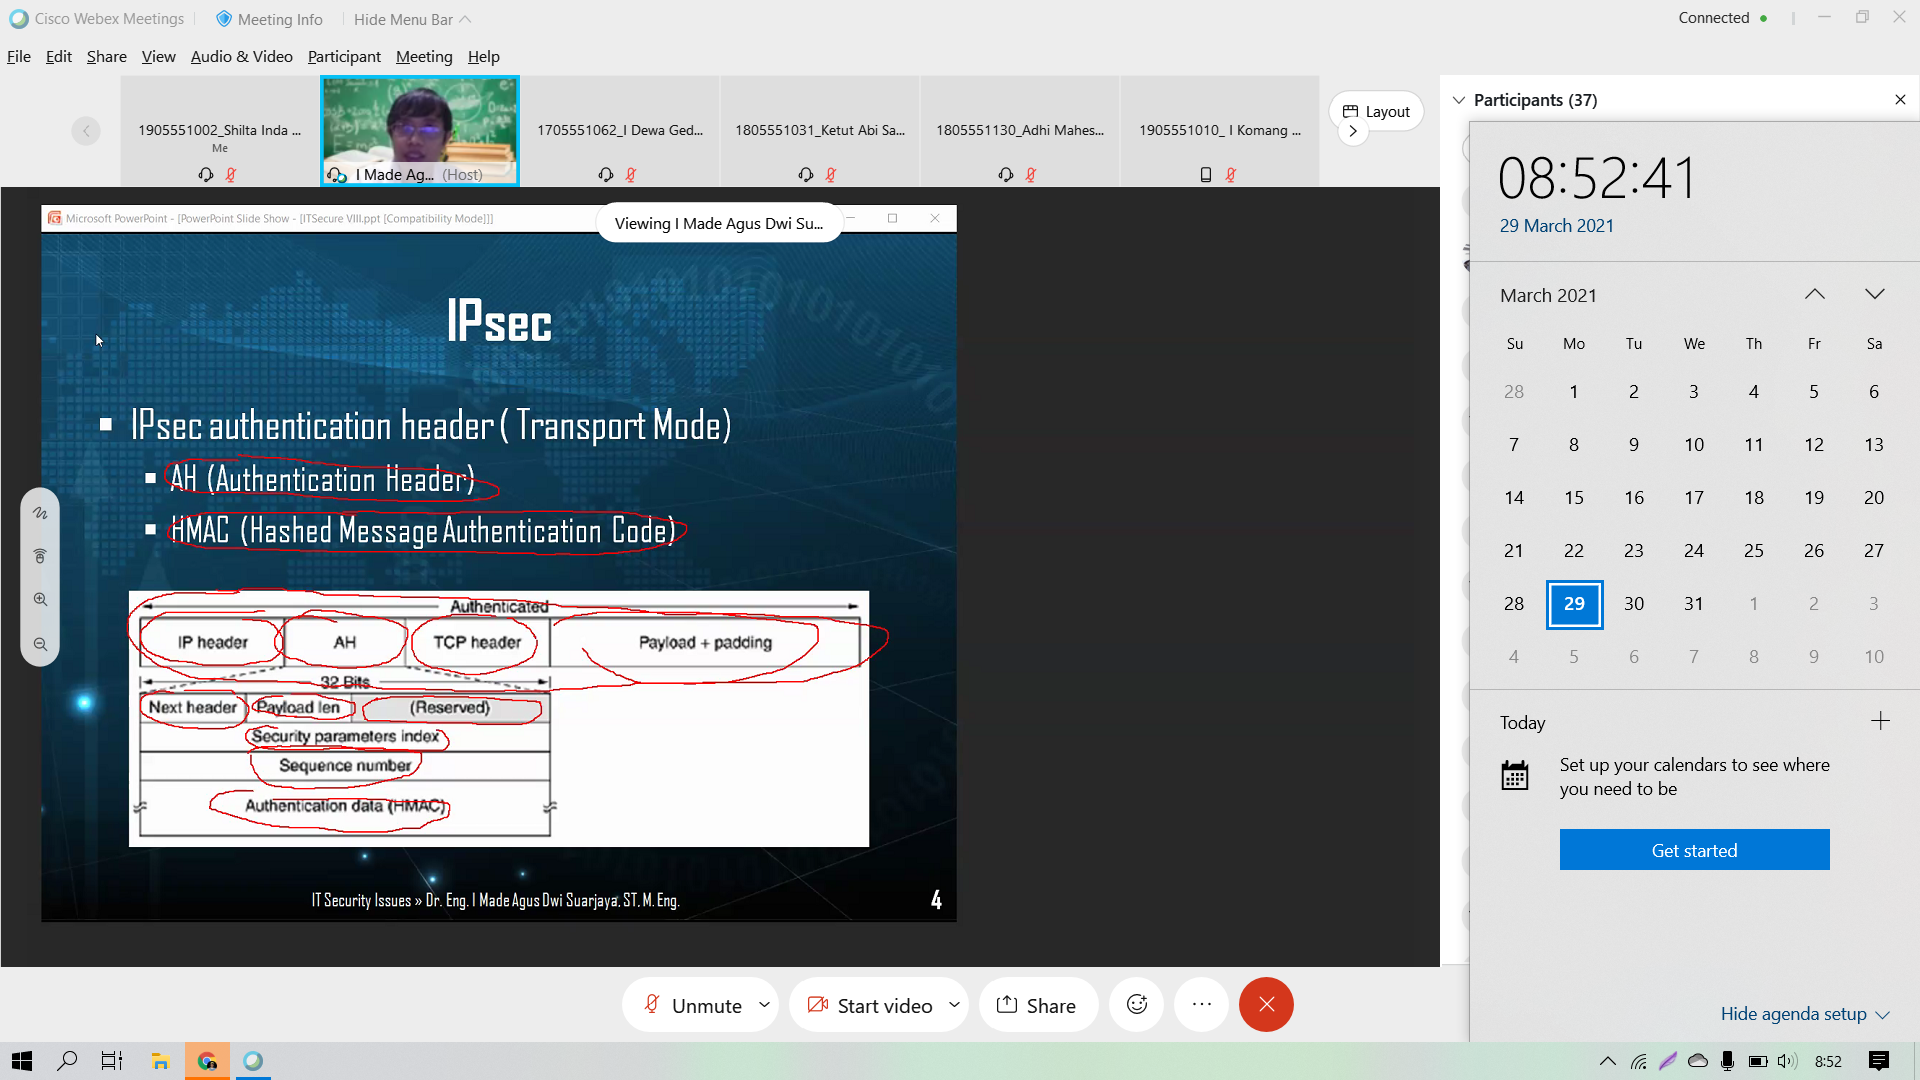 Cisco Webex Meetings
Meeting Info
Hide Menu Bar
Connected
File Edit Share View Audio & Video Participant Meeting Help
1905551002_Shilta Inda ...
Me
I Made Ag... (Host)
1705551062_I Dewa Ged...
1805551031_Ketut Abi Sa...
1805551130_Adhi Mahes...
1905551010_ I Komang ...
Layout
Participants (37)
Microsoft PowerPoint - [PowerPoint Slide Show - [ITSecure VIII.ppt [Compatibility Mode]]]
Viewing I Made Agus Dwi Su...
IPsec
IPsec authentication header ( Transport Mode)
AH (Authentication Header)
HMAC (Hashed Message Authentication Code)
Authenticated
IP header AH TCP header Payload + padding
32 Bits
Next header Payload len (Reserved)
Security parameters index
Sequence number
Authentication data (HMAC)
IT Security Issues » Dr. Eng. I Made Agus Dwi Suarjaya, ST. M. Eng.
4
08:52:41
29 March 2021
March 2021
Su Mo Tu We Th Fr Sa
28 1 2 3 4 5 6
7 8 9 10 11 12 13
14 15 16 17 18 19 20
21 22 23 24 25 26 27
28 29 30 31 1 2 3
4 5 6 7 8 9 10
Today
Set up your calendars to see where
you need to be
Get started
Hide agenda setup
Unmute
Start video
Share
8:52